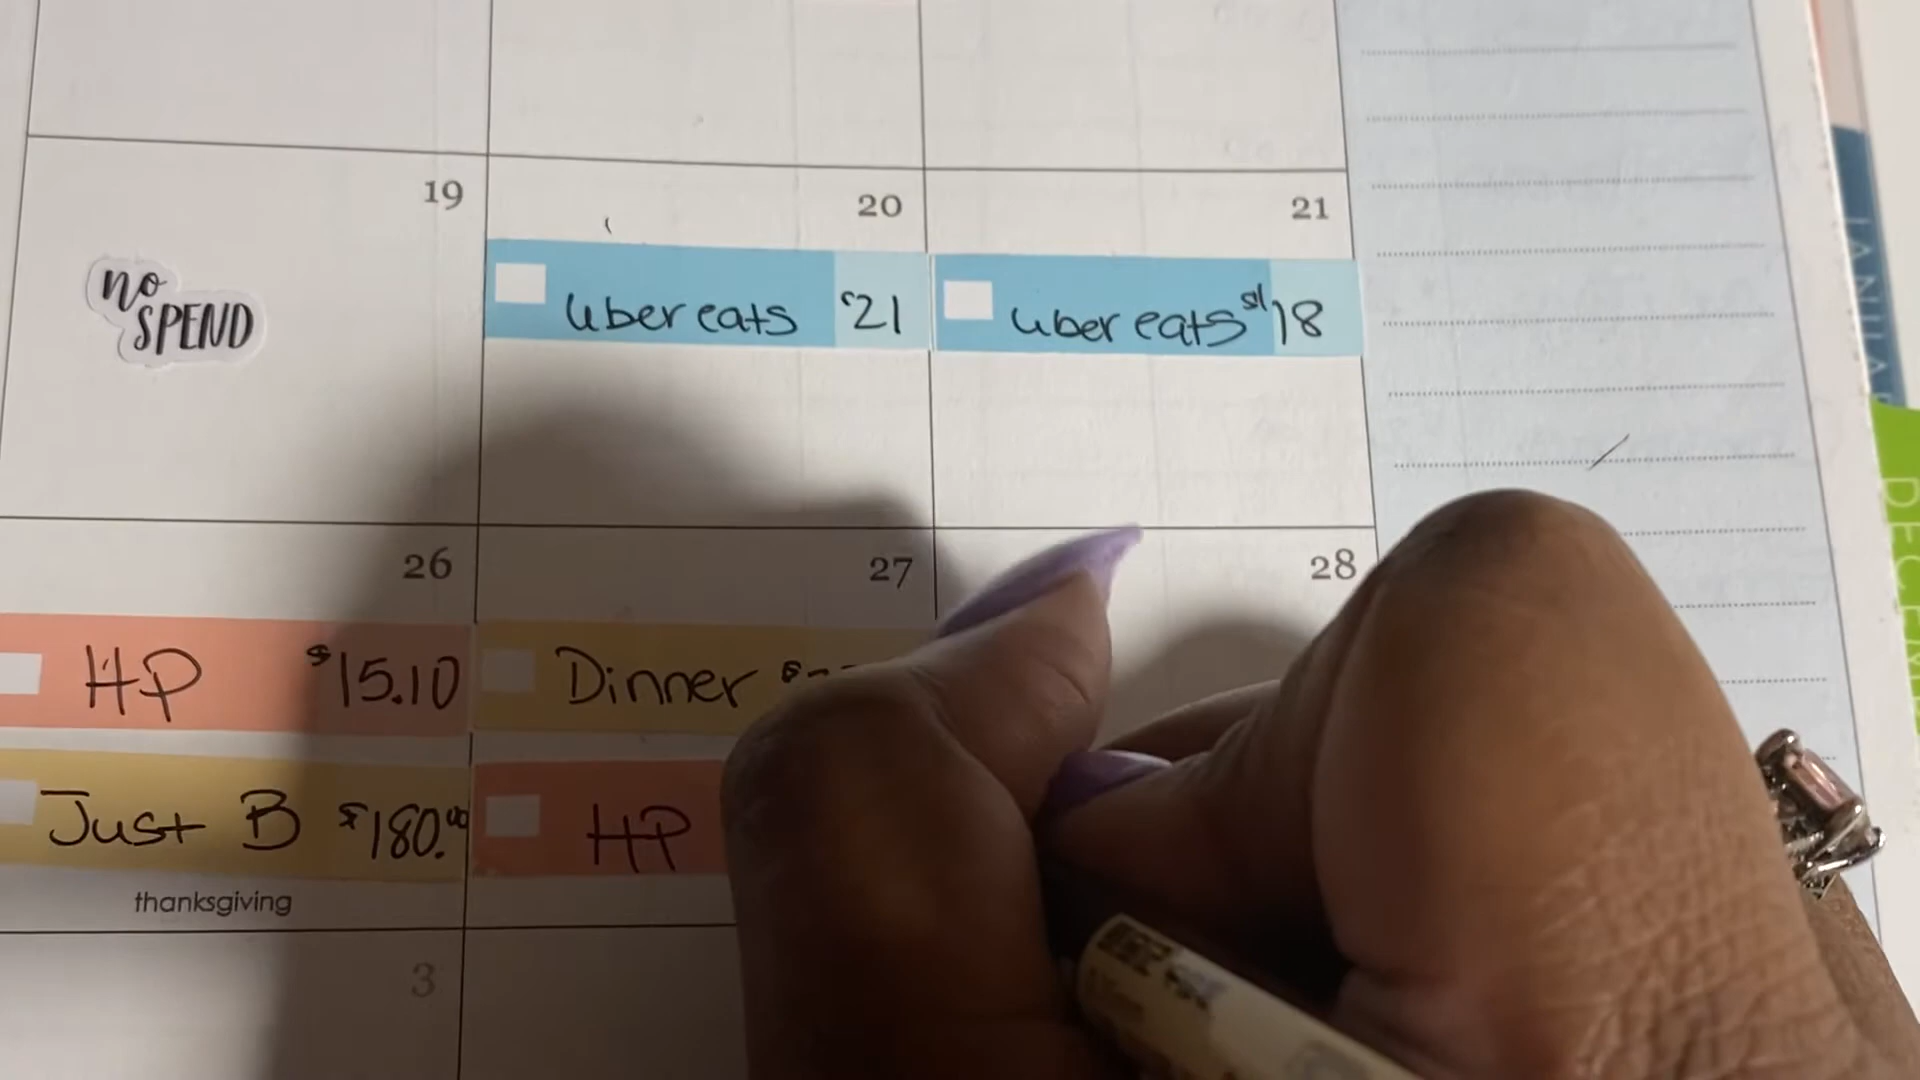 19
20
21
no
SPEND
uber eats $21
uber eats $18
26
27
28
HP $15.10
Dinner
Just B $180.00
HP
thanksgiving
3